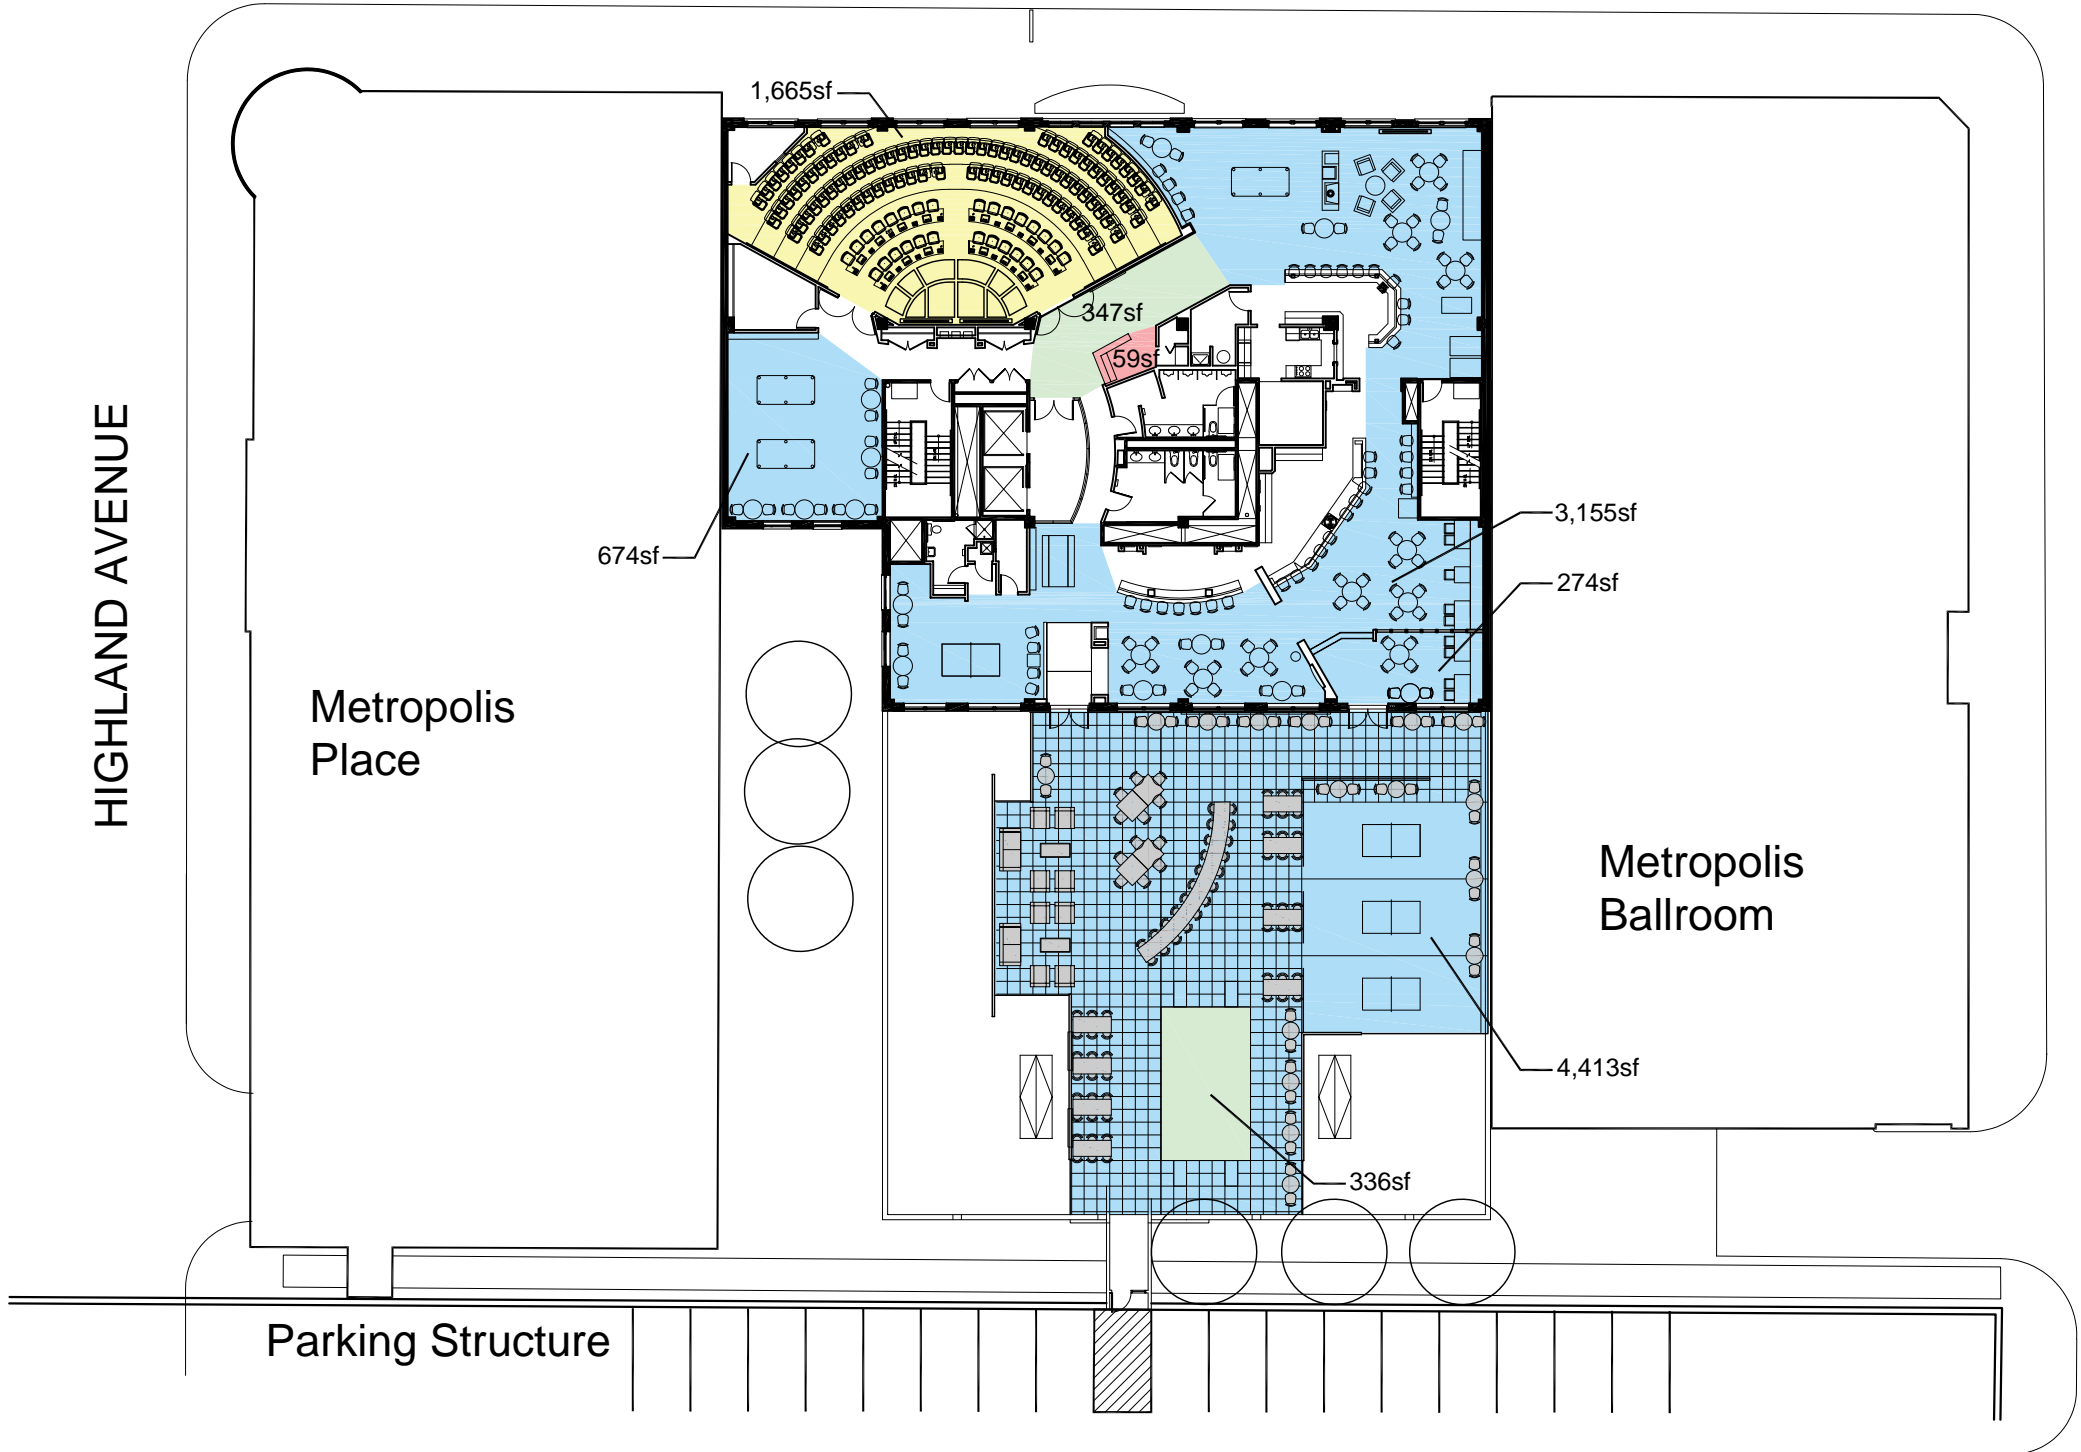 1,665sf
347sf
59sf
HIGHLAND AVENUE
3,155sf
674sf
274sf
Metropolis
Place
Metropolis
Ballroom
4,413sf
336sf
Parking Structure